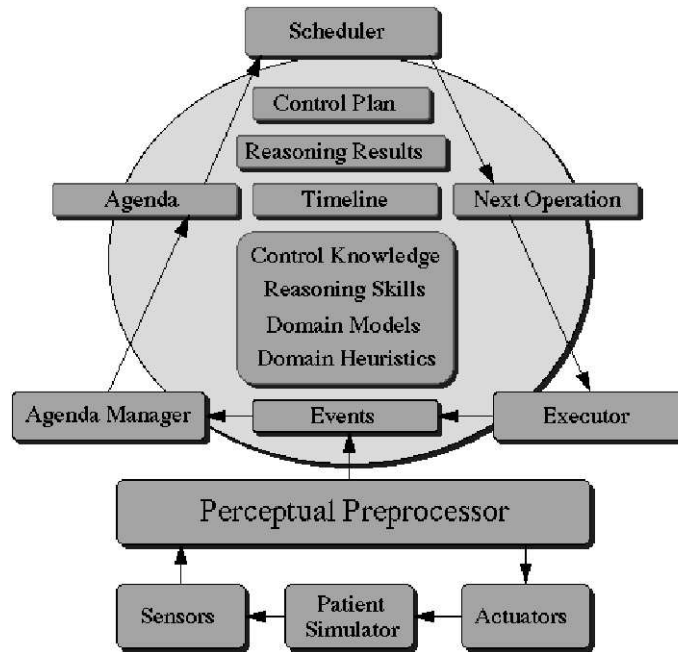 Scheduler
Control Plan
Reasoning Results
Agenda
Timeline
Next Operation
Control Knowledge
Reasoning Skills
Domain Models
Domain Heuristics
Agenda Manager
Events
Executor
Perceptual Preprocessor
Sensors
Patient
Simulator
Actuators